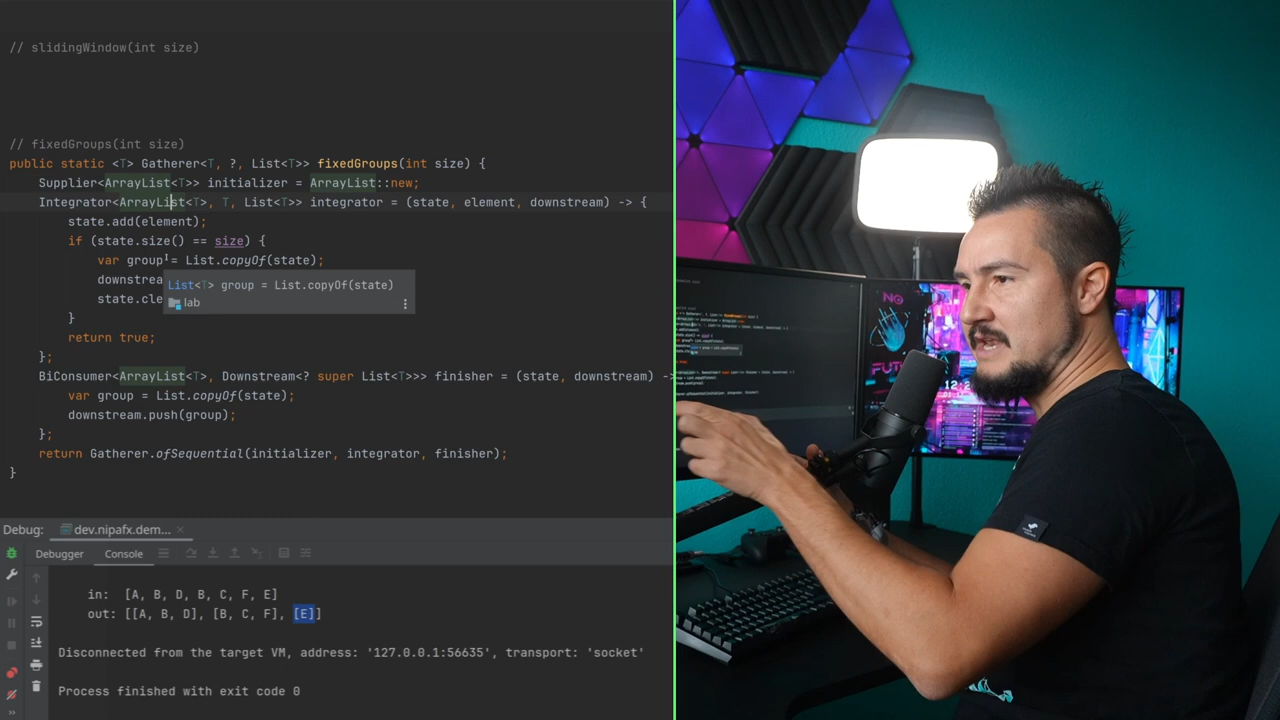 // slidingWindow(int size)
// fixedGroups(int size)
public static <T> Gatherer<T, ?, List<T>> fixedGroups(int size) {
Supplier<ArrayList<T>> initializer = ArrayList::new;
Integrator<ArrayList<T>, T, List<T>> integrator = (state, element, downstream) -> {
state.add(element);
if (state.size() == size) {
var group = List.copyOf(state);
downstrea
List<T> group = List.copyOf(state)
state.cle
lab
}
return true;
};
BiConsumer<ArrayList<T>, Downstream<? super List<T>>> finisher = (state, downstream) ->
var group = List.copyOf(state);
downstream.push(group);
};
return Gatherer.ofSequential(initializer, integrator, finisher);
}
Debug: dev.nipafx.dem...
Debugger Console
in: [A, B, D, B, C, F, E]
out: [[A, B, D], [B, C, F], [E]]
Disconnected from the target VM, address: '127.0.0.1:56635', transport: 'socket'
Process finished with exit code 0
NO
FUT
12:2